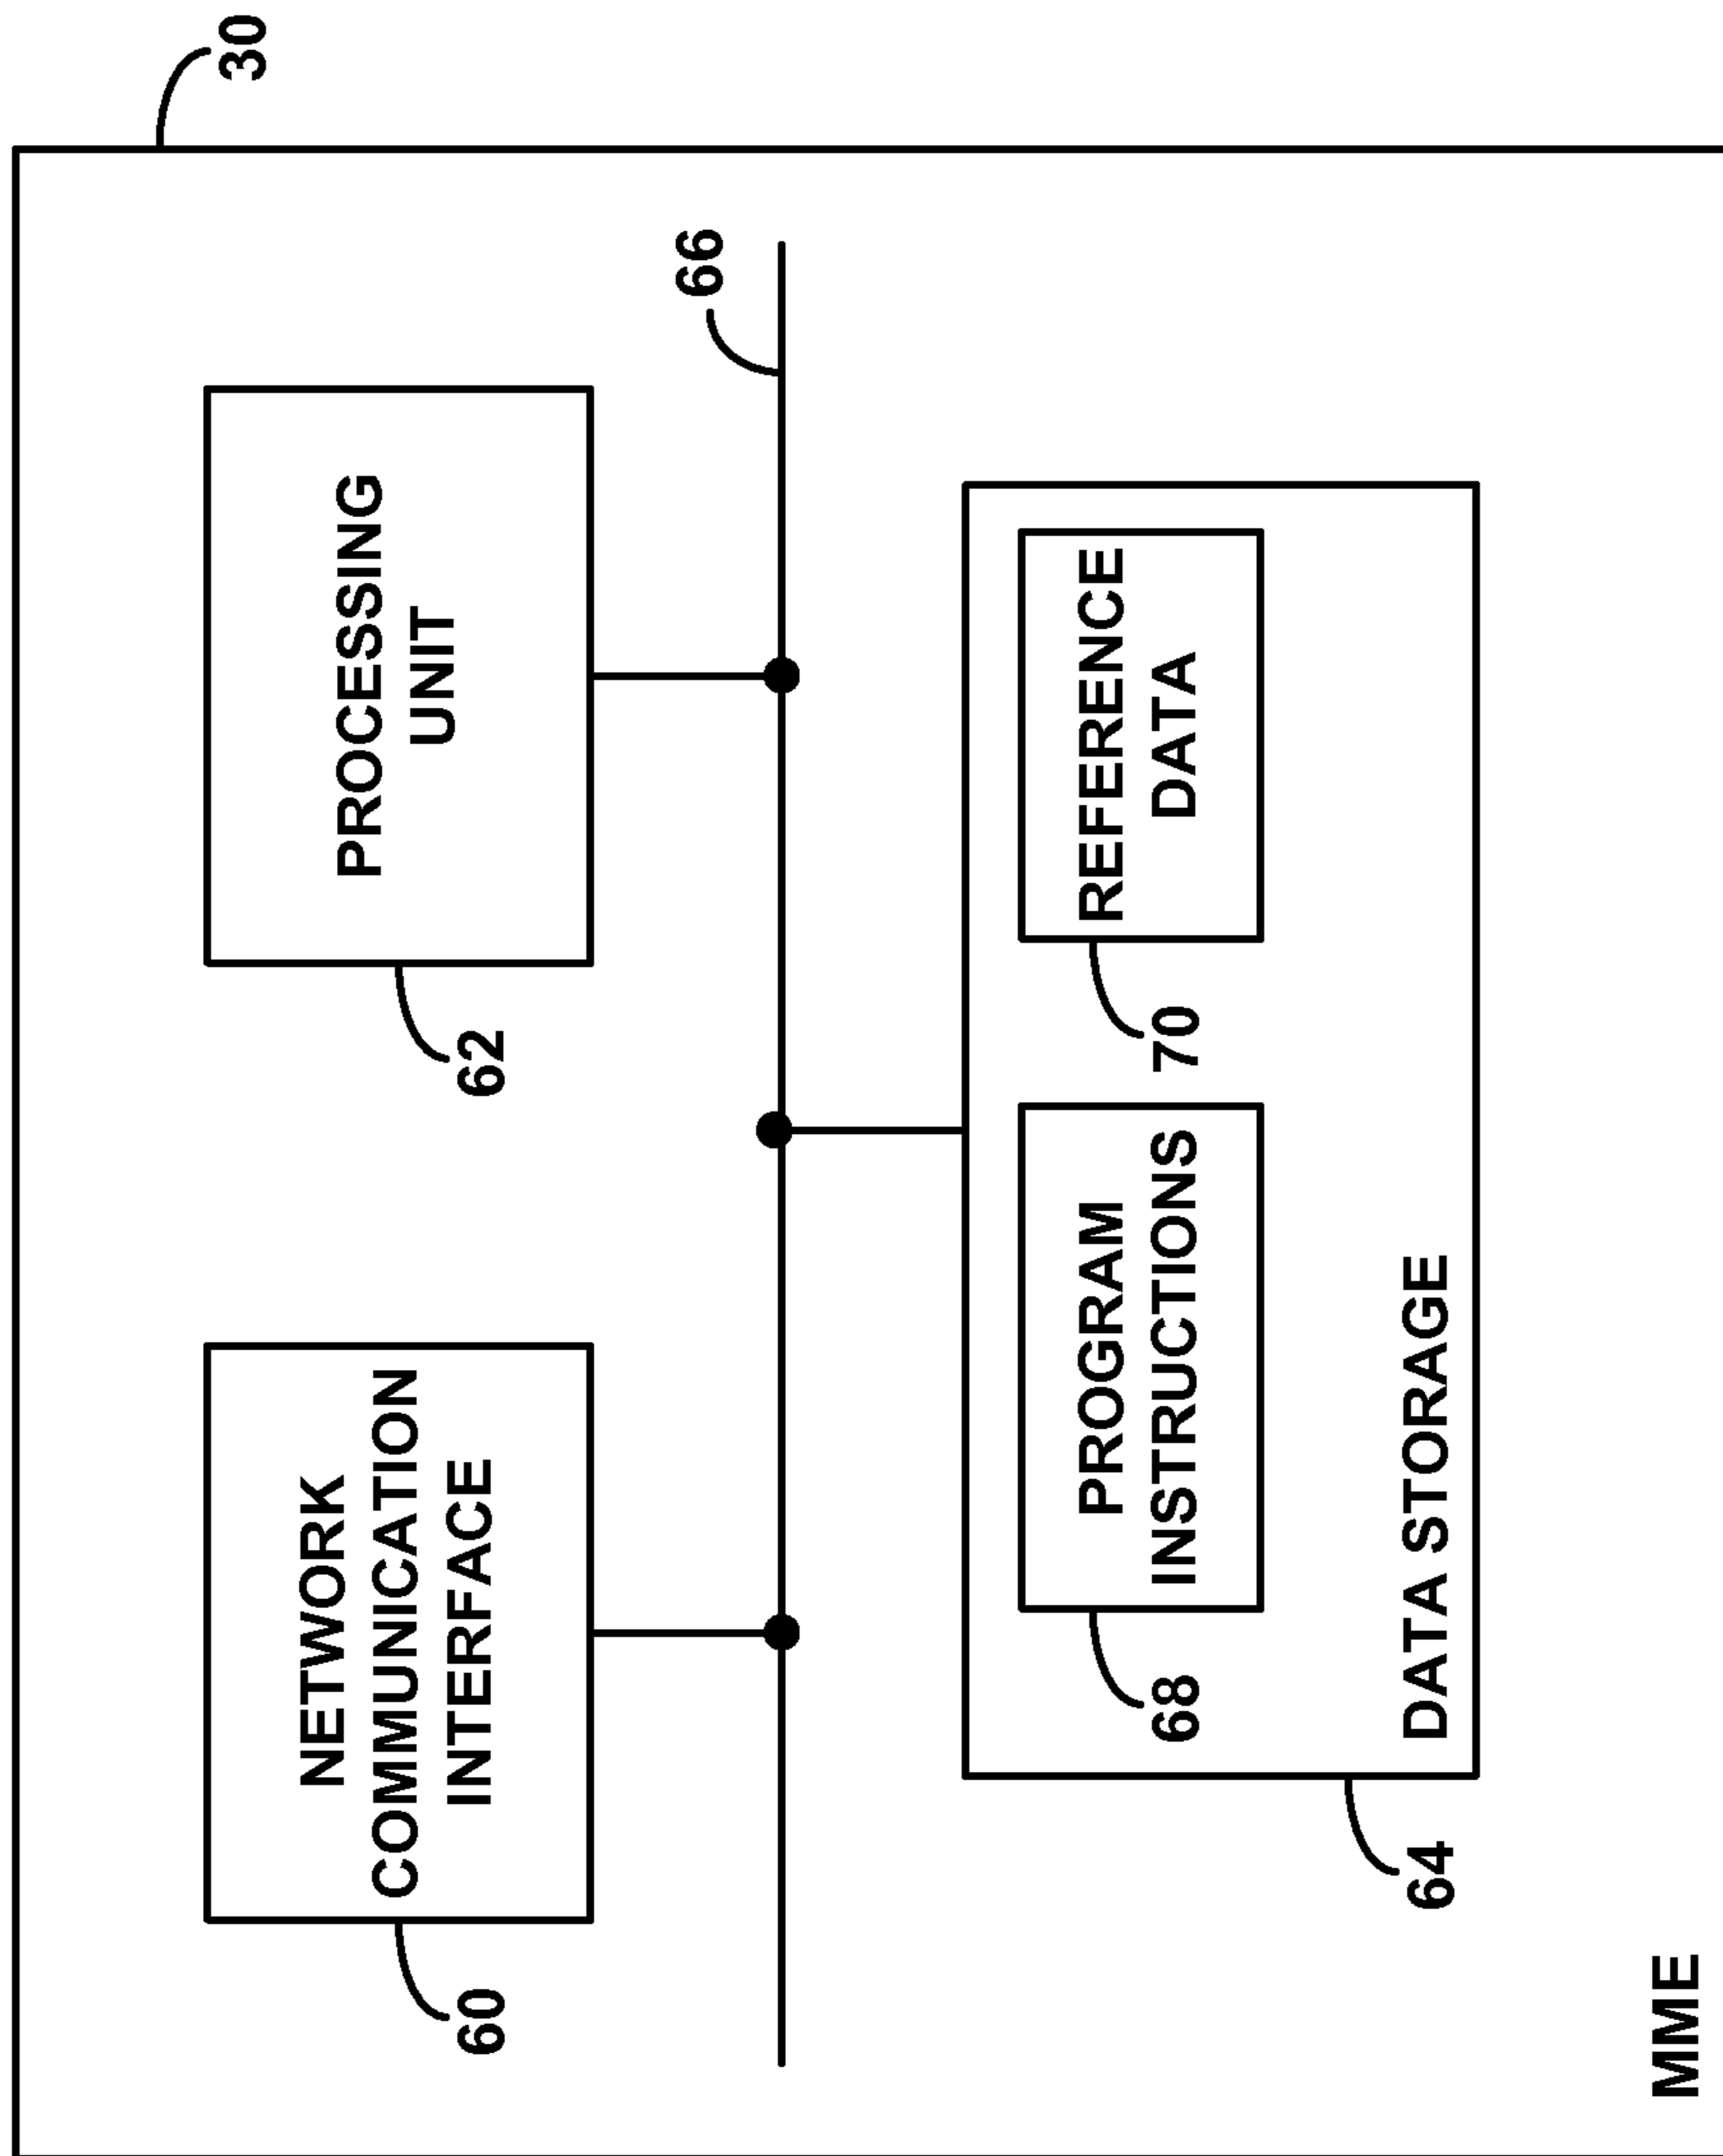 30
NETWORK
COMMUNICATION
INTERFACE
60
PROCESSING
UNIT
62
66
PROGRAM
INSTRUCTIONS
68
REFERENCE
DATA
70
DATA STORAGE
64
MME